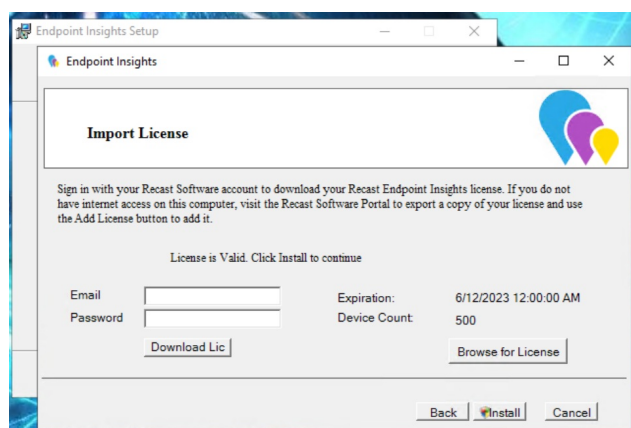 Endpoint Insights Setup
Endpoint Insights
Import License
Sign in with your Recast Software account to download your Recast Endpoint Insights license. If you do not
have internet access on this computer, visit the Recast Software Portal to export a copy of your license and use
the Add License button to add it.
License is Valid. Click Install to continue
Email
Expiration: 6/12/2023 12:00:00 AM
Password
Device Count: 500
Download Lic
Browse for License
Back Install Cancel